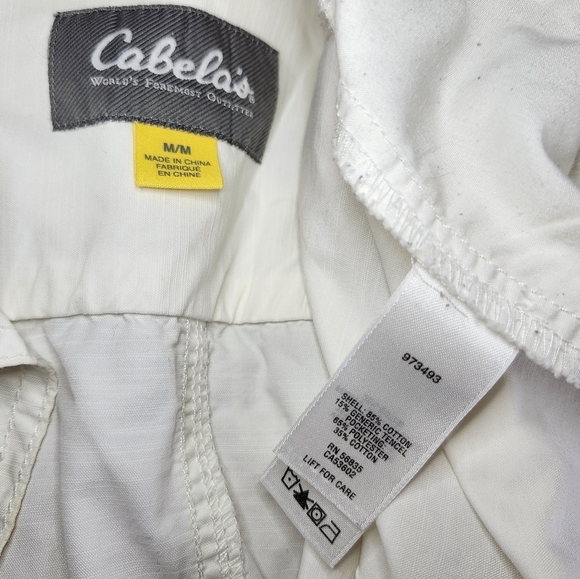 Cabela's
World's Foremost Outfitter
M/M
MADE IN CHINA
FABRIQUÉ
EN CHINE
973493
SHELL: 85% COTTON
15% GENERIC TENCEL
POCKETING:
65% POLYESTER
35% COTTON
RN 56835
CA53602
LIFT FOR CARE